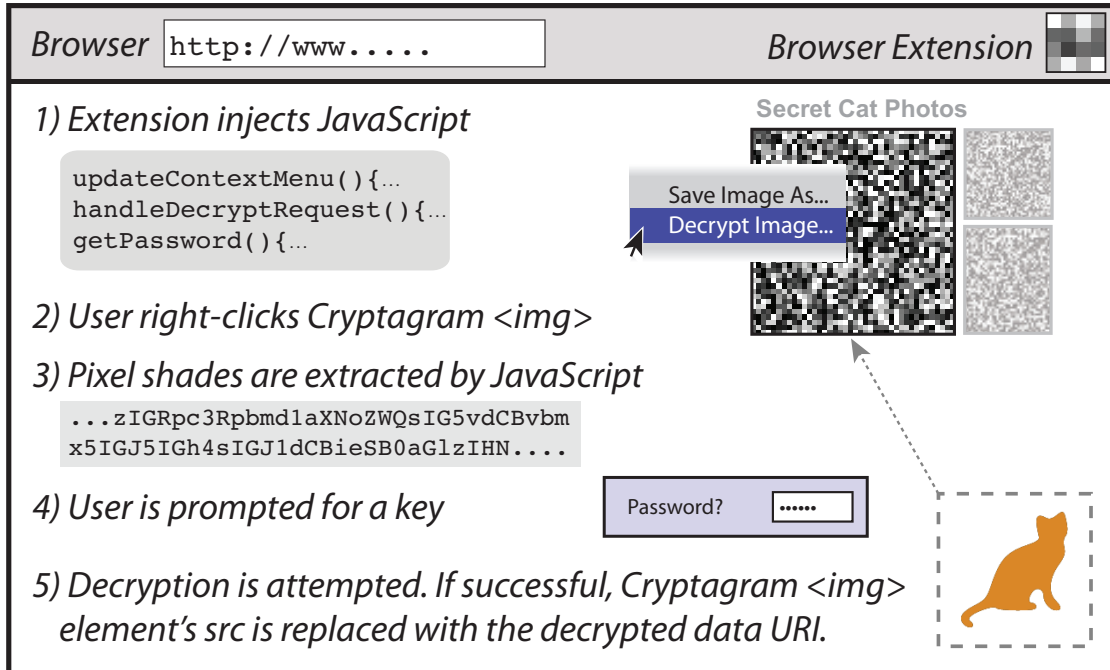 Browser http://www.....
Browser Extension
1) Extension injects JavaScript
updateContextMenu(){…
handleDecryptRequest(){…
getPassword(){…
Secret Cat Photos
Save Image As...
Decrypt Image...
2) User right-clicks Cryptagram <img>
3) Pixel shades are extracted by JavaScript
...zIGRpc3Rpbmd1aXNoZWQsIG5vdCBvbm
x5IGJ5IGh4sIGJ1dCBieSB0aGlzIHN....
4) User is prompted for a key
Password? ••••••
5) Decryption is attempted. If successful, Cryptagram <img>
element’s src is replaced with the decrypted data URI.